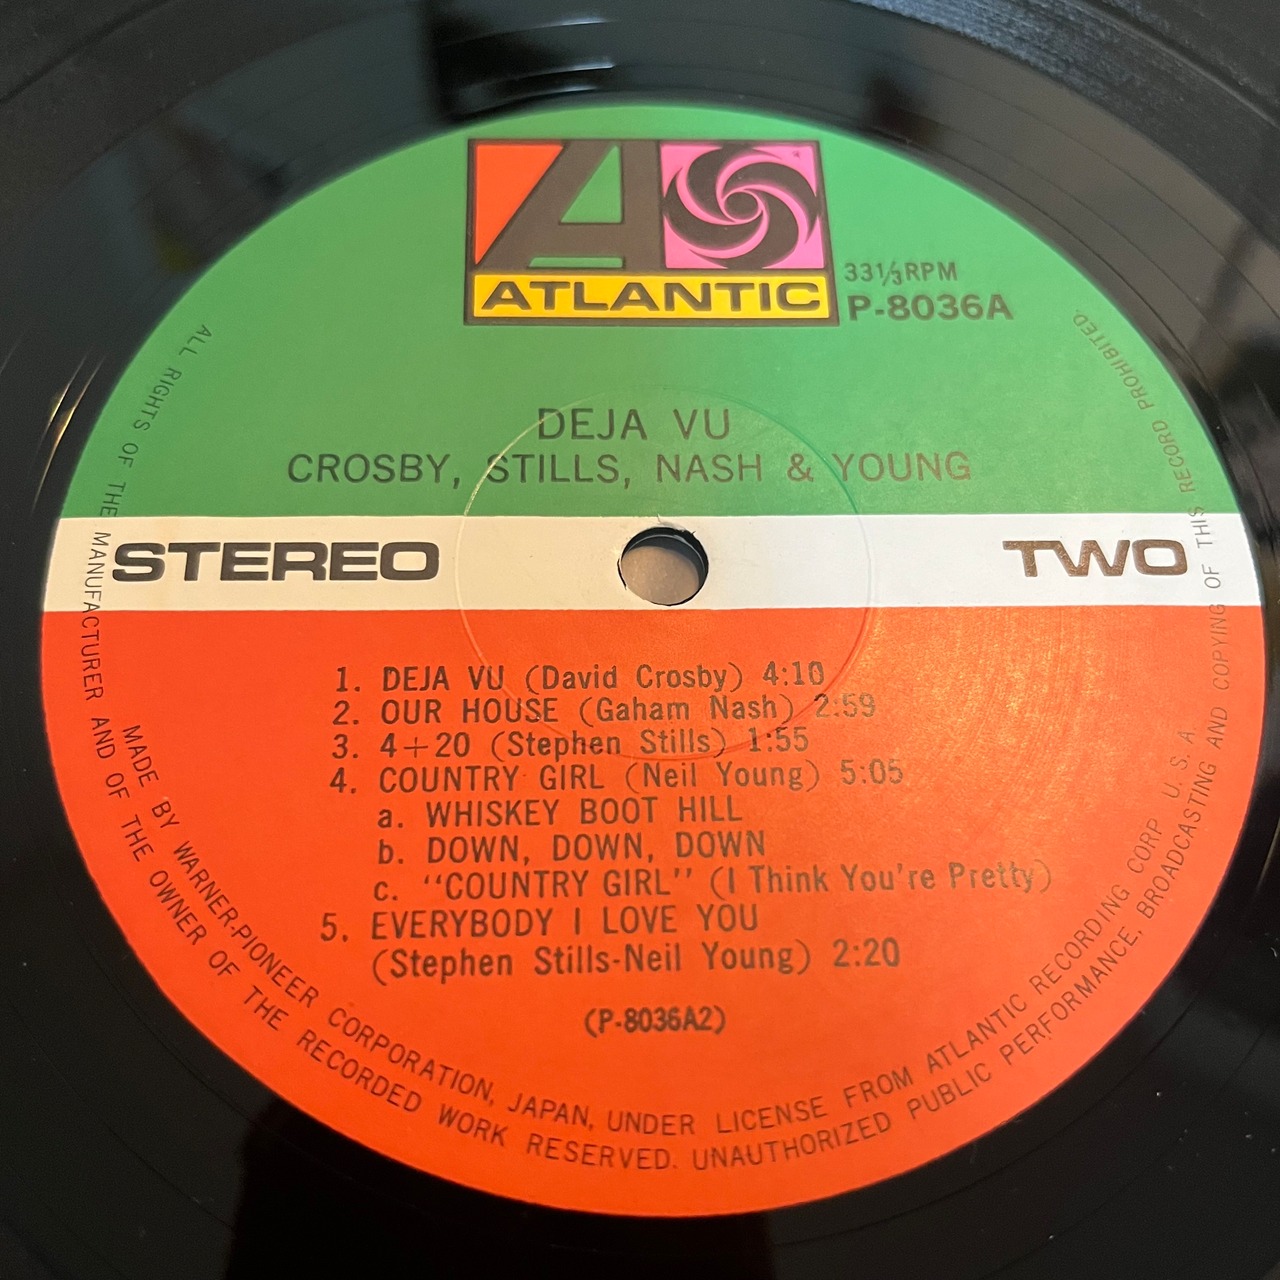 ATLANTIC
33⅓RPM
P-8036A
DEJA VU
CROSBY, STILLS, NASH & YOUNG
STEREO
TWO
1. DEJA VU (David Crosby) 4:10
2. OUR HOUSE (Gaham Nash) 2:59
3. 4+20 (Stephen Stills) 1:55
4. COUNTRY GIRL (Neil Young) 5:05
a. WHISKEY BOOT HILL
b. DOWN, DOWN, DOWN
c. "COUNTRY GIRL" (I Think You're Pretty)
5. EVERYBODY I LOVE YOU
(Stephen Stills-Neil Young) 2:20
(P-8036A2)
MADE BY WARNER-PIONEER CORPORATION, JAPAN, UNDER LICENSE FROM ATLANTIC RECORDING CORP U. S. A
ALL RIGHTS OF THE MANUFACTURER AND OF THE OWNER OF THE RECORDED WORK RESERVED. UNAUTHORIZED PUBLIC PERFORMANCE, BROADCASTING AND COPYING OF THIS RECORD PROHIBITED.